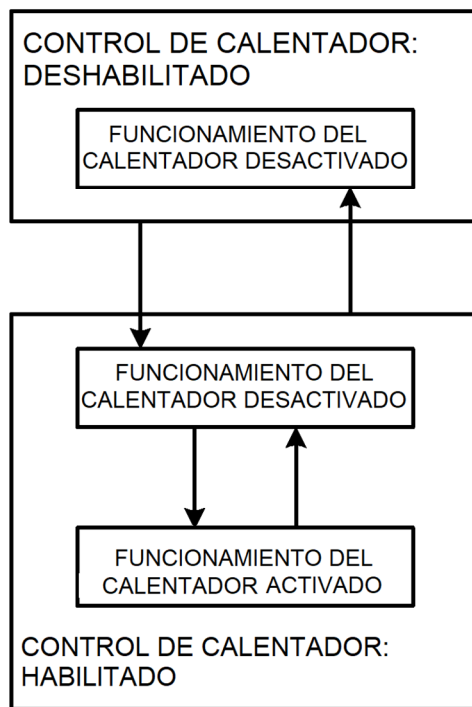 CONTROL DE CALENTADOR:
DESHABILITADO
FUNCIONAMIENTO DEL
CALENTADOR DESACTIVADO
FUNCIONAMIENTO DEL
CALENTADOR DESACTIVADO
FUNCIONAMIENTO DEL
CALENTADOR ACTIVADO
CONTROL DE CALENTADOR:
HABILITADO